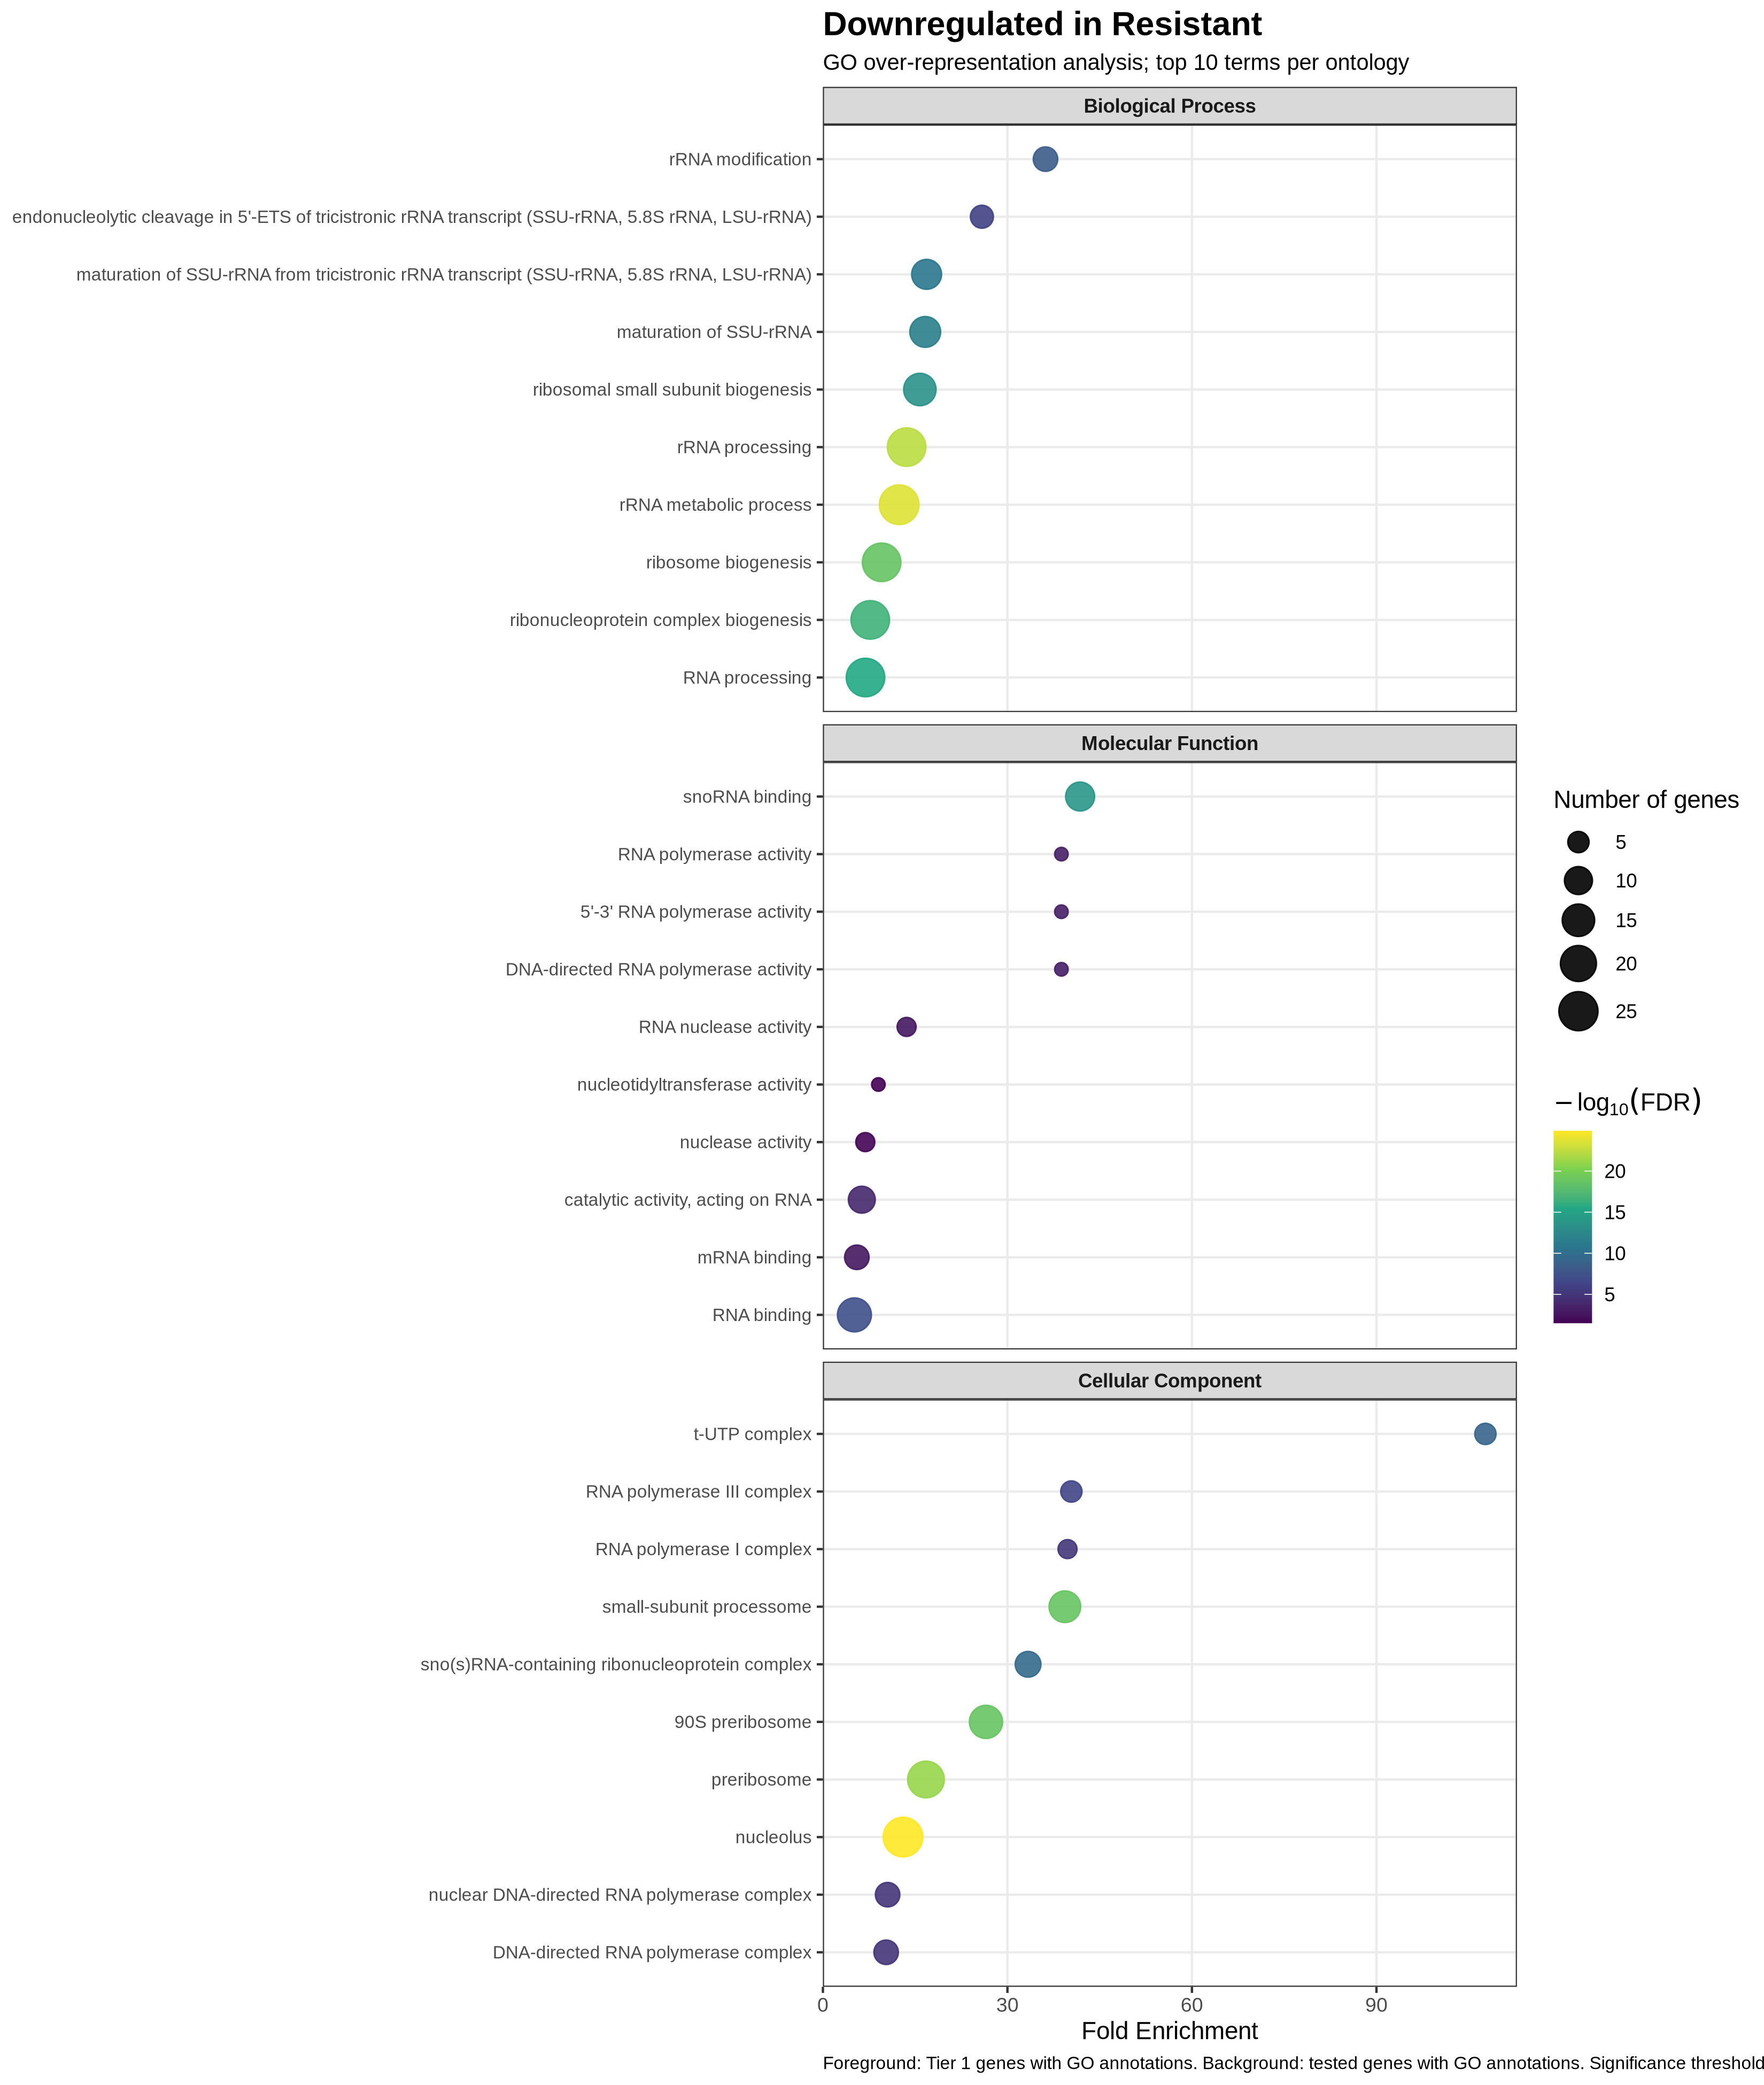 Downregulated in Resistant
GO over-representation analysis; top 10 terms per ontology
Biological Process
rRNA modification
endonucleolytic cleavage in 5'-ETS of tricistronic rRNA transcript (SSU-rRNA, 5.8S rRNA, LSU-rRNA)
maturation of SSU-rRNA from tricistronic rRNA transcript (SSU-rRNA, 5.8S rRNA, LSU-rRNA)
maturation of SSU-rRNA
ribosomal small subunit biogenesis
rRNA processing
rRNA metabolic process
ribosome biogenesis
ribonucleoprotein complex biogenesis
RNA processing
Molecular Function
snoRNA binding
RNA polymerase activity
5'-3' RNA polymerase activity
DNA-directed RNA polymerase activity
RNA nuclease activity
nucleotidyltransferase activity
nuclease activity
catalytic activity, acting on RNA
mRNA binding
RNA binding
Cellular Component
t-UTP complex
RNA polymerase III complex
RNA polymerase I complex
small-subunit processome
sno(s)RNA-containing ribonucleoprotein complex
90S preribosome
preribosome
nucleolus
nuclear DNA-directed RNA polymerase complex
DNA-directed RNA polymerase complex
0 30 60 90
Fold Enrichment
Foreground: Tier 1 genes with GO annotations. Background: tested genes with GO annotations. Significance threshold
Number of genes
5
10
15
20
25
−log10(FDR)
20
15
10
5